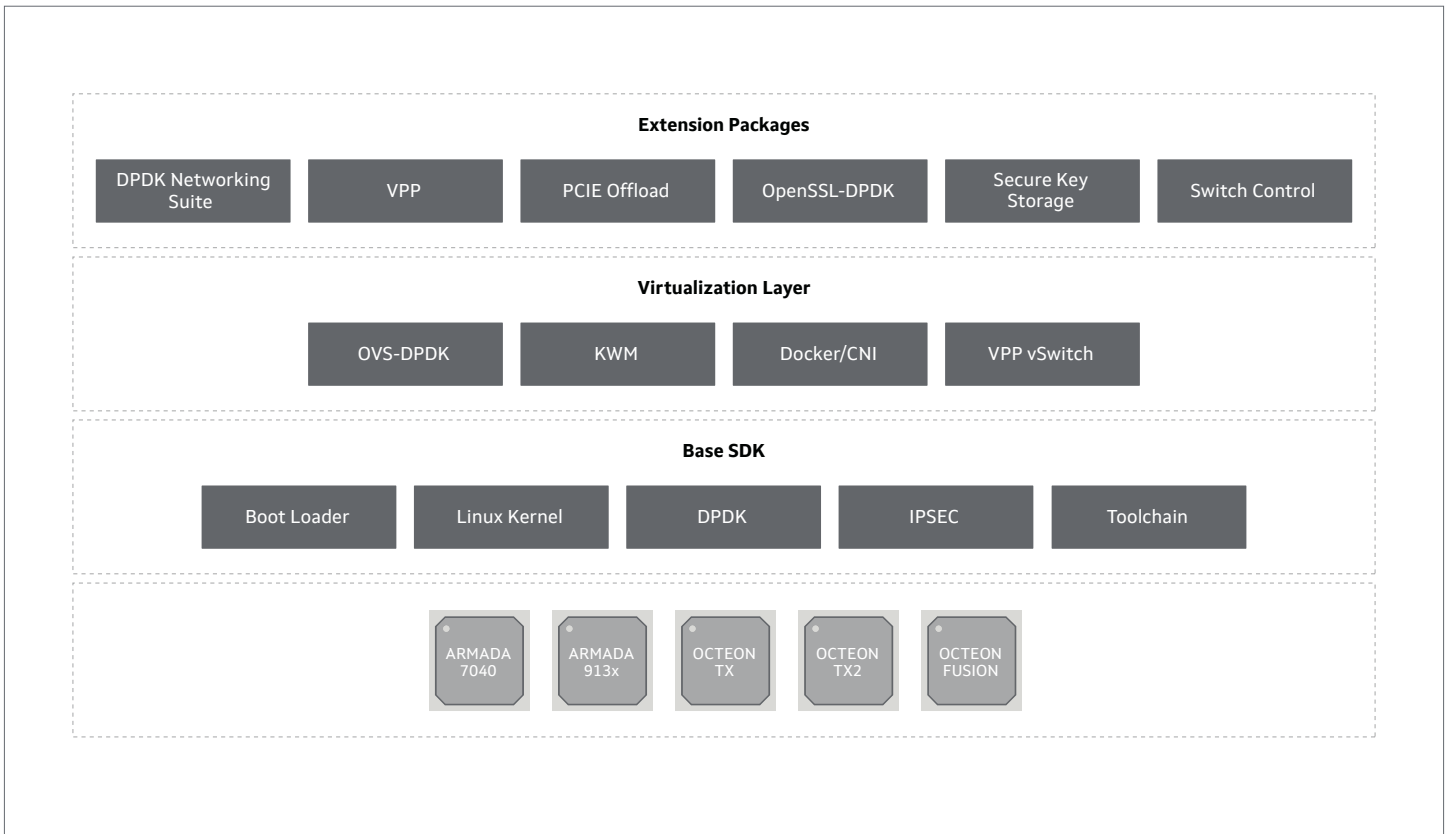 Extension Packages
DPDK Networking
Suite
VPP
PCIE Offload
OpenSSL-DPDK
Secure Key
Storage
Switch Control
Virtualization Layer
OVS-DPDK
KWM
Docker/CNI
VPP vSwitch
Base SDK
Boot Loader
Linux Kernel
DPDK
IPSEC
Toolchain
ARMADA
7040
ARMADA
913x
OCTEON
TX
OCTEON
TX2
OCTEON
FUSION